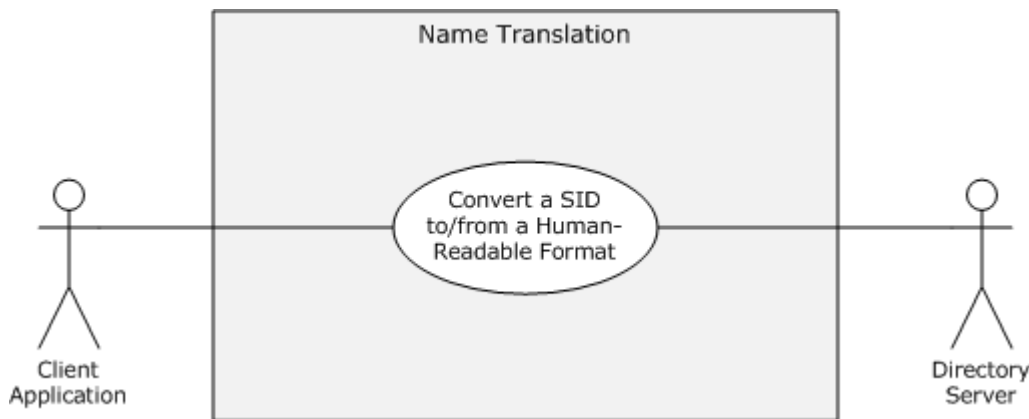 Name Translation
Convert a SID
to/from a Human-
Readable Format
Client
Application
Directory
Server